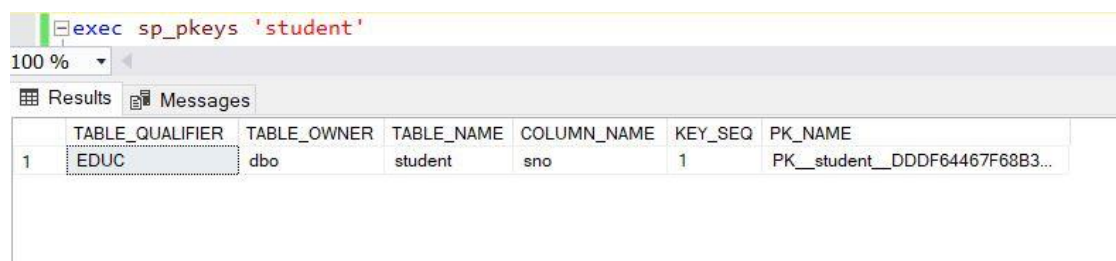 exec sp_pkeys 'student'
100 %
Results Messages
TABLE_QUALIFIER TABLE_OWNER TABLE_NAME COLUMN_NAME KEY_SEQ PK_NAME
1 EDUC dbo student sno 1 PK__student__DDDF64467F68B3...